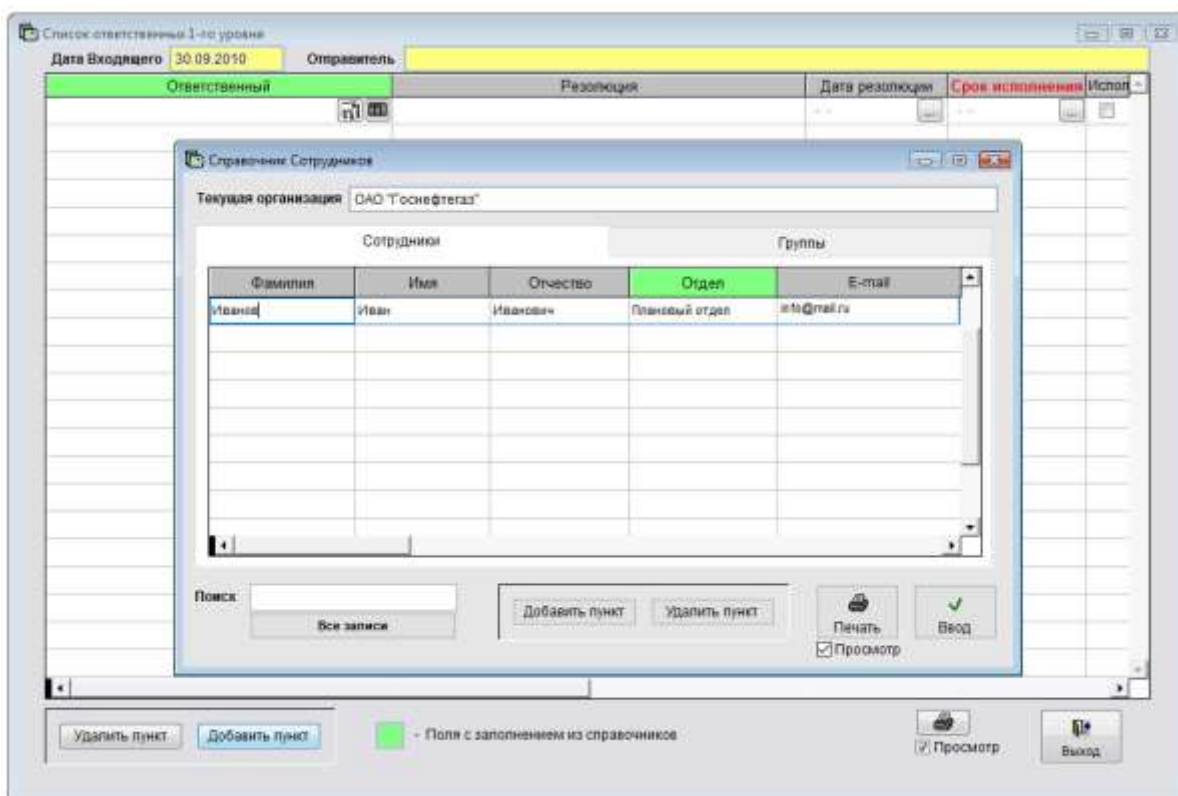 Список ответственных 1-го уровня
Дата Входящего 30.09.2010 Отправитель
Ответственный Резолюция Дата резолюции Срок исполнения Испол
- - ... - - ...
Справочник Сотрудников
Текущая организация ОАО "Госнефтегаз"
Сотрудники Группы
Фамилия Имя Отчество Отдел E-mail
Иванов Иван Иванович Плановый отдел info@mail.ru
Поиск
Все записи
Добавить пункт Удалить пункт
Печать Ввод
Просмотр
Удалить пункт Добавить пункт - Поля с заполнением из справочников
Просмотр Выход